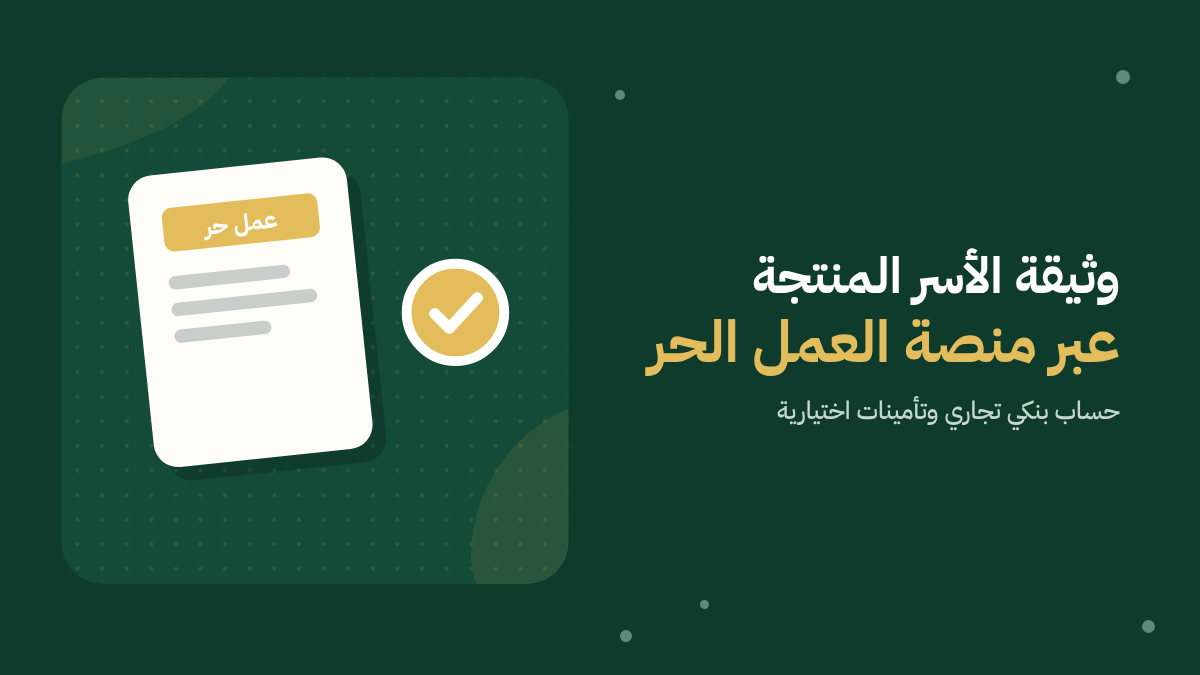 وثيقة الأسر المنتجة
عبر منصة العمل الحر
حساب بنكي تجاري وتأمينات اختيارية
عمل حر